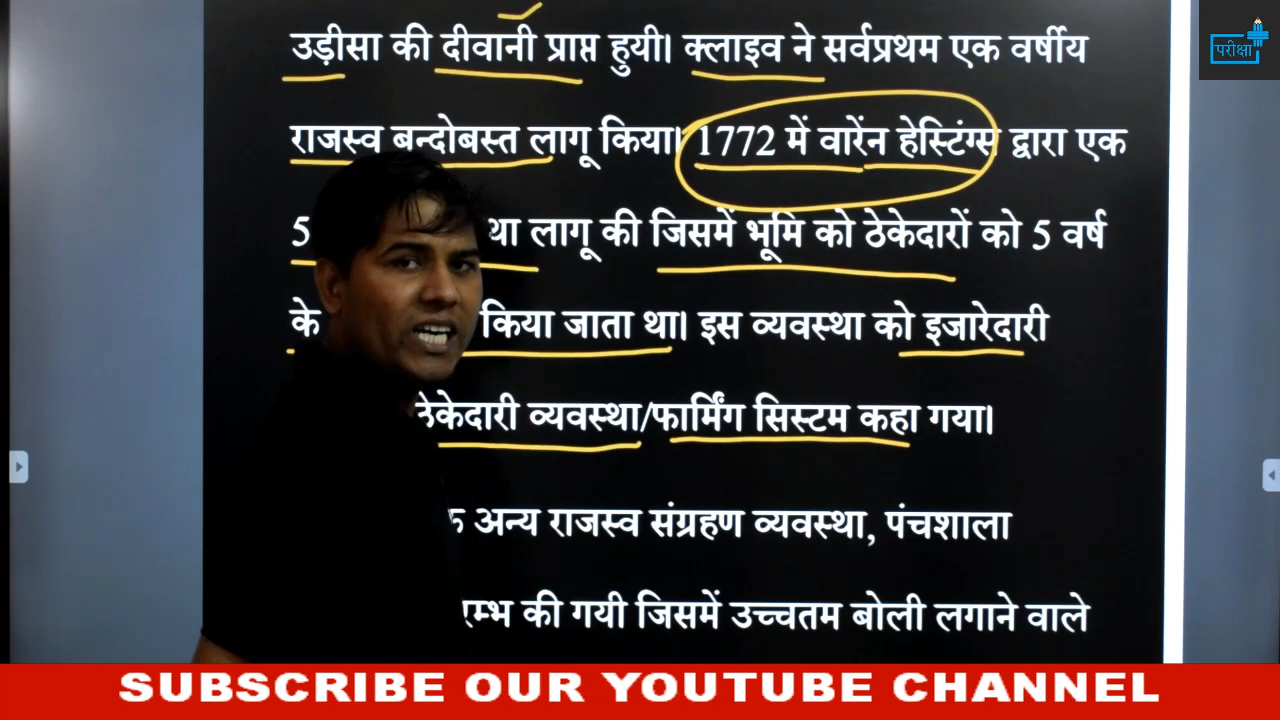 परीक्षा
उड़ीसा की दीवानी प्राप्त हुयी। क्लाइव ने सर्वप्रथम एक वर्षीय
राजस्व बन्दोबस्त लागू किया। 1772 में वारेंन हेस्टिंग्स द्वारा एक
5 लागू की जिसमें भूमि को ठेकेदारों को 5 वर्ष
के किया जाता था। इस व्यवस्था को इजारेदारी
ठेकेदारी व्यवस्था/फार्मिंग सिस्टम कहा गया।
अन्य राजस्व संग्रहण व्यवस्था, पंचशाला
की गयी जिसमें उच्चतम बोली लगाने वाले
SUBSCRIBE OUR YOUTUBE CHANNEL